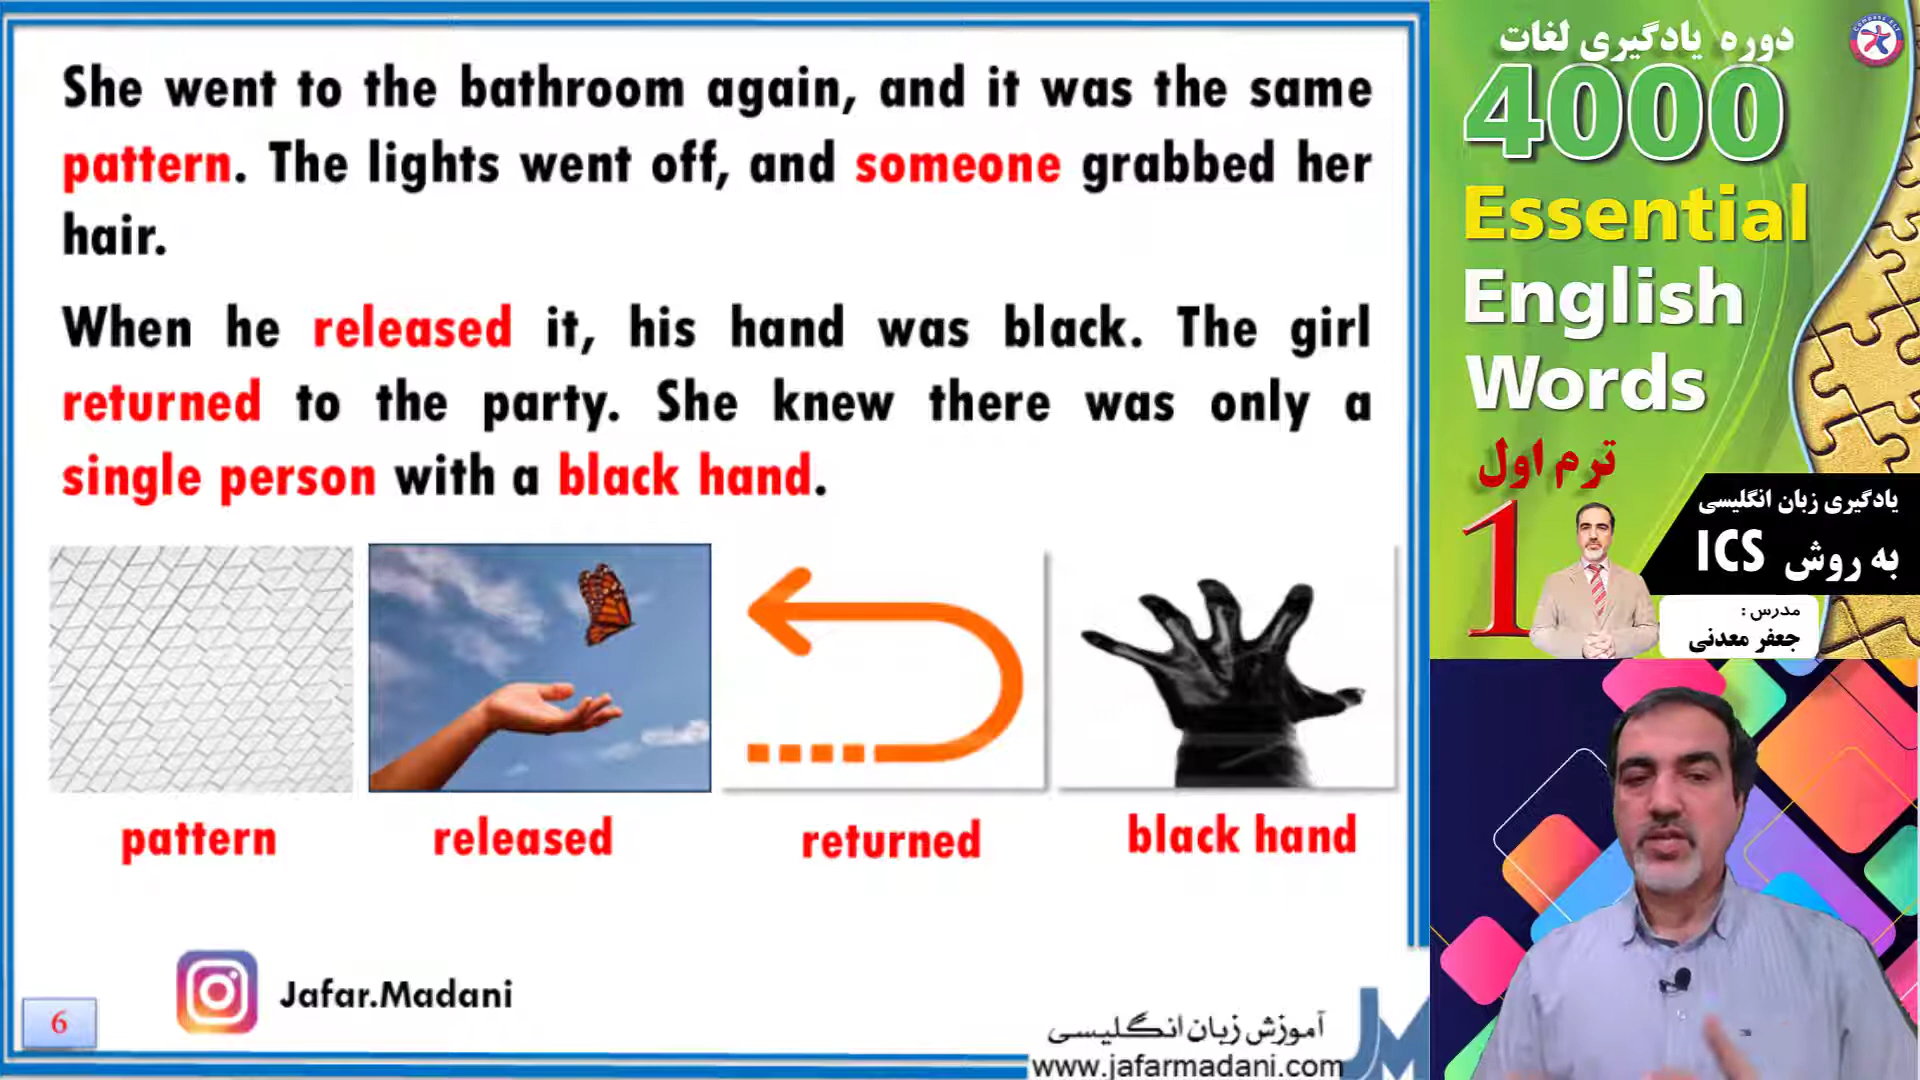 She went to the bathroom again, and it was the same
pattern. The lights went off, and someone grabbed her
hair.
When he released it, his hand was black. The girl
returned to the party. She knew there was only a
single person with a black hand.
pattern
released
returned
black hand
6
Jafar.Madani
آموزش زبان انگلیسی
www.jafarmadani.com
JM
دوره یادگیری لغات
4000
Essential
English
Words
ترم اول
1
یادگیری زبان انگلیسی
به روش ICS
مدرس :
جعفر معدنی